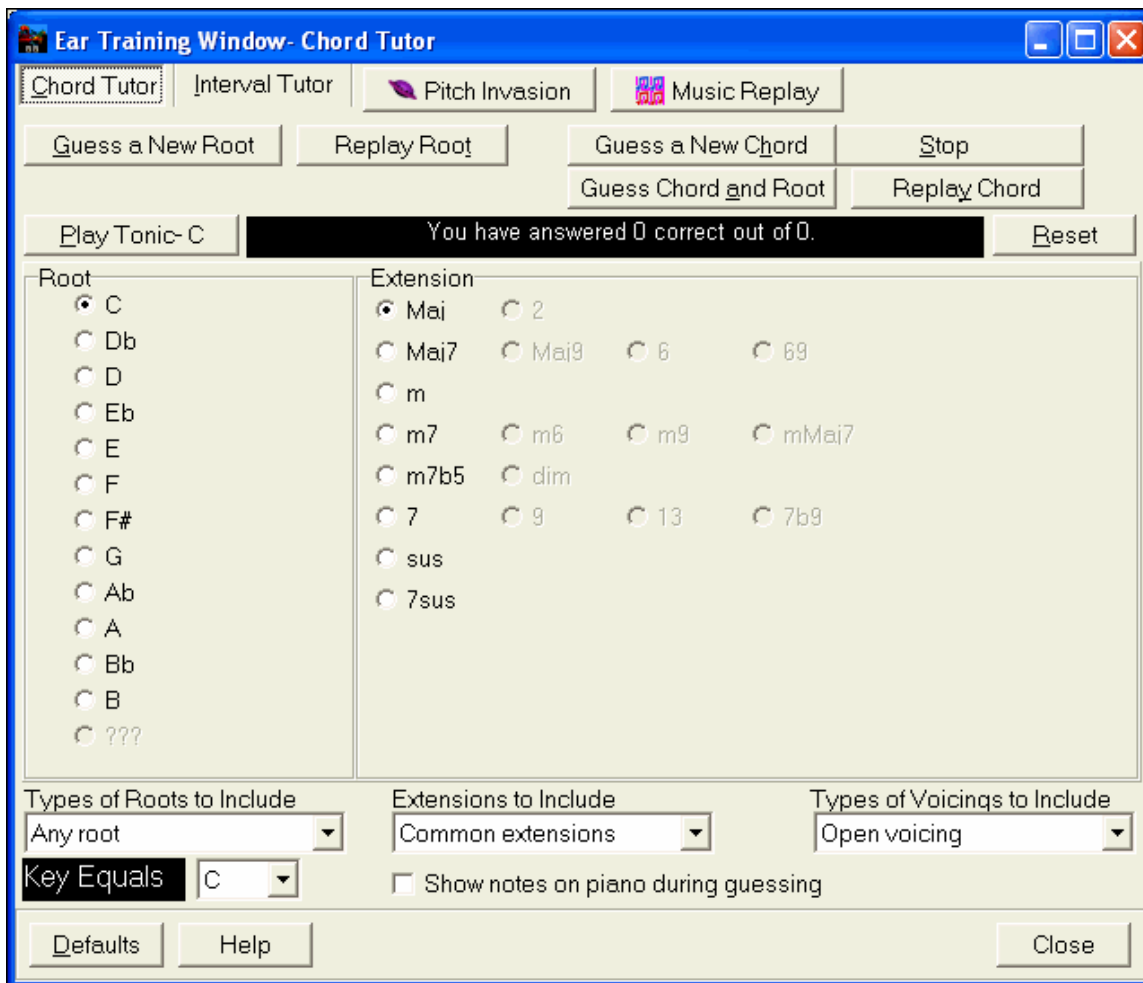 Ear Training Window- Chord Tutor
Chord Tutor Interval Tutor Pitch Invasion Music Replay
Guess a New Root Replay Root Guess a New Chord Stop
Guess Chord and Root Replay Chord
Play Tonic- C You have answered 0 correct out of 0. Reset
Root Extension
C Maj 2
Db Maj7 Maj9 6 69
D m
Eb m7 m6 m9 mMaj7
E m7b5 dim
F 7 9 13 7b9
F# sus
G 7sus
Ab
A
Bb
B
???
Types of Roots to Include Extensions to Include Types of Voicings to Include
Any root Common extensions Open voicing
Key Equals C Show notes on piano during guessing
Defaults Help Close